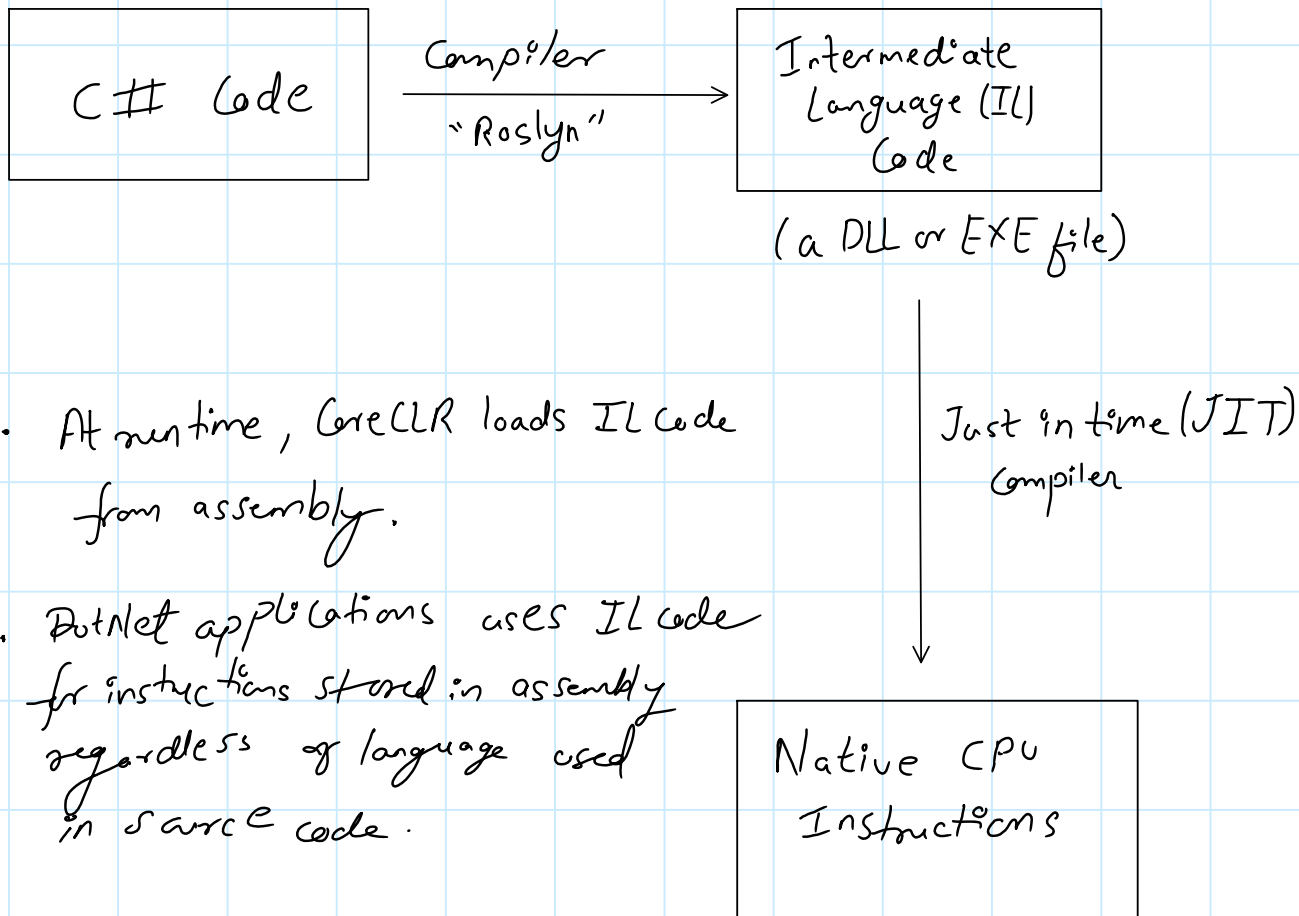 C# Code
Compiler
"Roslyn"
Intermediate
Language (IL)
Code
(a DLL or EXE file)
Just in time (JIT)
Compiler
• At runtime, CoreCLR loads IL Code
from assembly.
• DotNet applications uses IL code
for instuctions stored in assembly
regardless of language used
in source code.
Native CPU
Instructions